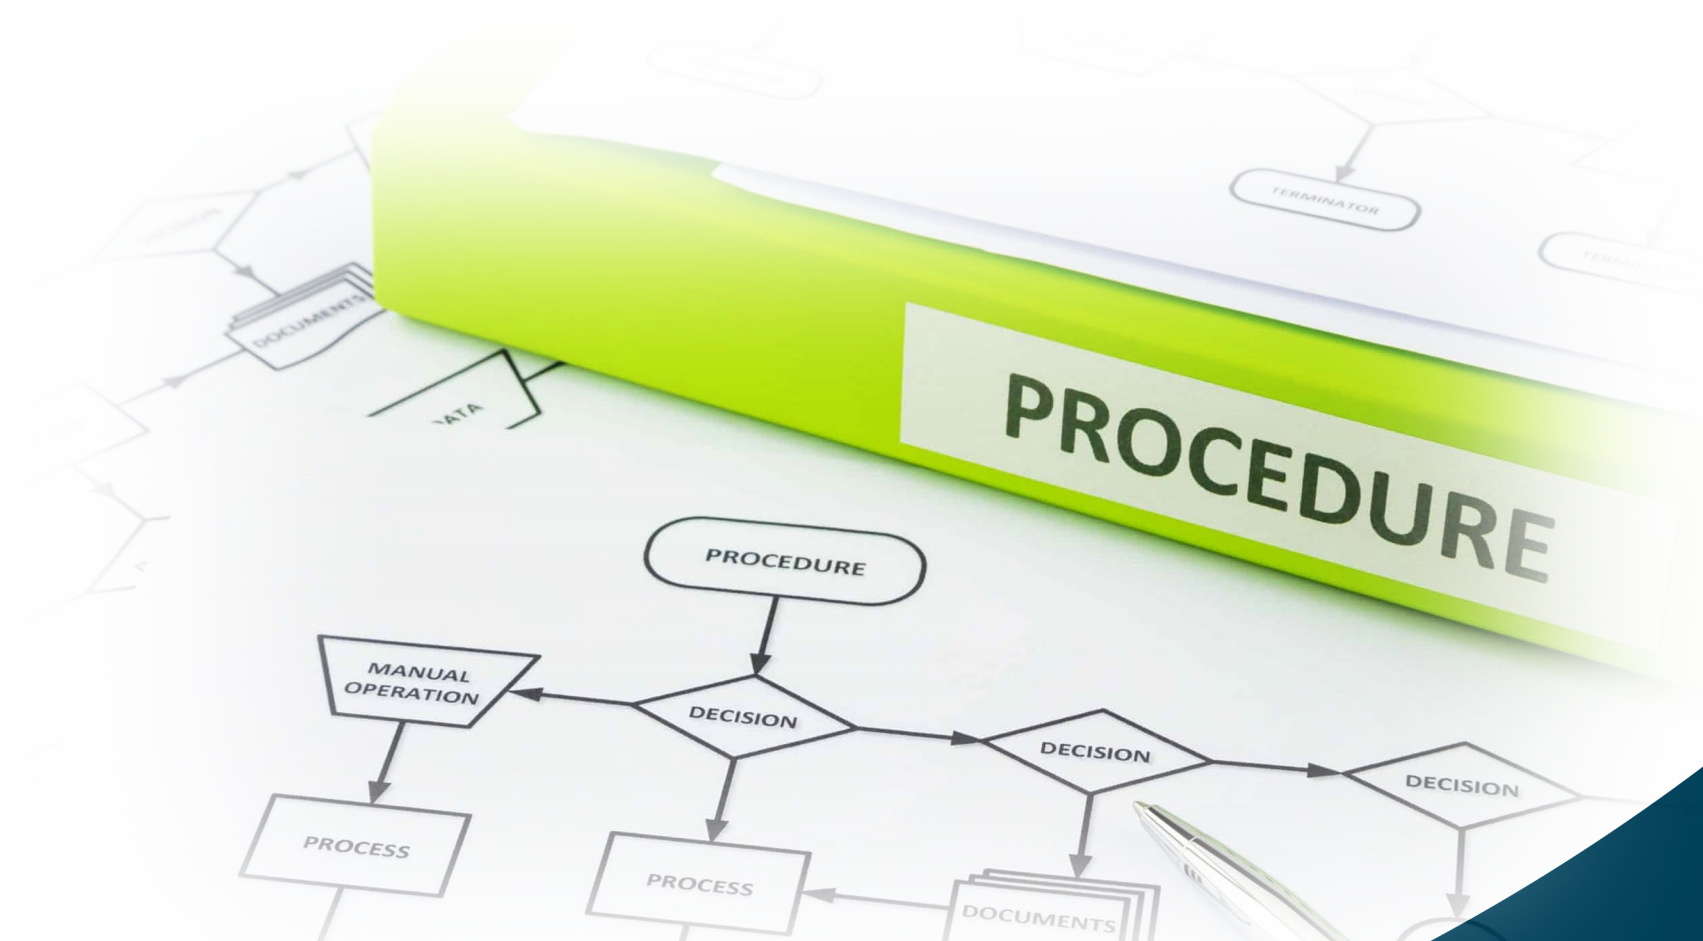 TERMINATOR
DOCUMENTS
PROCEDURE
PROCEDURE
MANUAL
OPERATION
DECISION
DECISION
DECISION
PROCESS
PROCESS
DOCUMENTS